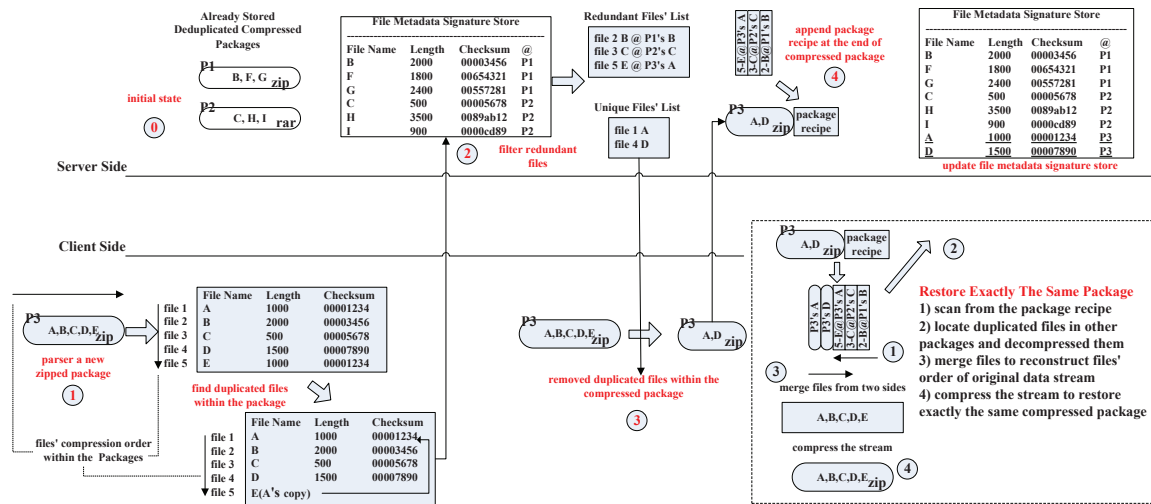 Already Stored
Deduplicated Compressed
Packages
P1
B, F, G zip
P2
C, H, I rar
initial state
0
File Metadata Signature Store
File Name Length Checksum @
B 2000 00003456 P1
F 1800 00654321 P1
G 2400 00557281 P1
C 500 00005678 P2
H 3500 0089ab12 P2
I 900 0000cd89 P2
2
filter redundant
files
Redundant Files' List
file 2 B @ P1's B
file 3 C @ P2's C
file 5 E @ P3's A
Unique Files' List
file 1 A
file 4 D
5-E@P3's A
3-C@P2's C
2-B@P1's B
append package
recipe at the end of
compressed package
4
P3
A,D zip
package
recipe
File Metadata Signature Store
File Name Length Checksum @
B 2000 00003456 P1
F 1800 00654321 P1
G 2400 00557281 P1
C 500 00005678 P2
H 3500 0089ab12 P2
I 900 0000cd89 P2
A 1000 00001234 P3
D 1500 00007890 P3
update file metadata signature store
Server Side
Client Side
P3
A,B,C,D,E zip
parser a new
zipped package
1
file 1
file 2
file 3
file 4
file 5
File Name Length Checksum
A 1000 00001234
B 2000 00003456
C 500 00005678
D 1500 00007890
E 1000 00001234
find duplicated files
within the package
files' compression order
within the Packages
file 1
file 2
file 3
file 4
file 5
File Name Length Checksum
A 1000 00001234
B 2000 00003456
C 500 00005678
D 1500 00007890
E(A's copy)
P3
A,B,C,D,E zip
P3
A,D zip
removed duplicated files within the
compressed package
3
P3
A,D zip
package
recipe
2
P3's A
P3's D
5-E@P3's A
3-C@P2's C
2-B@P1's B
1
3
merge files from two sides
A,B,C,D,E
compress the stream
A,B,C,D,E zip
4
Restore Exactly The Same Package
1) scan from the package recipe
2) locate duplicated files in other
packages and decompressed them
3) merge files to reconstruct files'
order of original data stream
4) compress the stream to restore
exactly the same compressed package